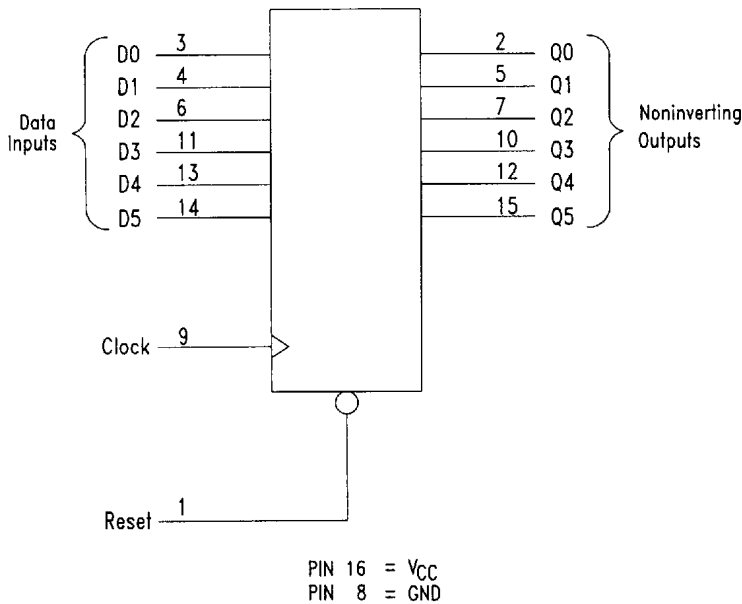 D0 3
D1 4
D2 6
D3 11
D4 13
D5 14
Data
Inputs
2 Q0
5 Q1
7 Q2
10 Q3
12 Q4
15 Q5
Noninverting
Outputs
Clock 9
Reset 1
PIN 16 = VCC
PIN 8 = GND